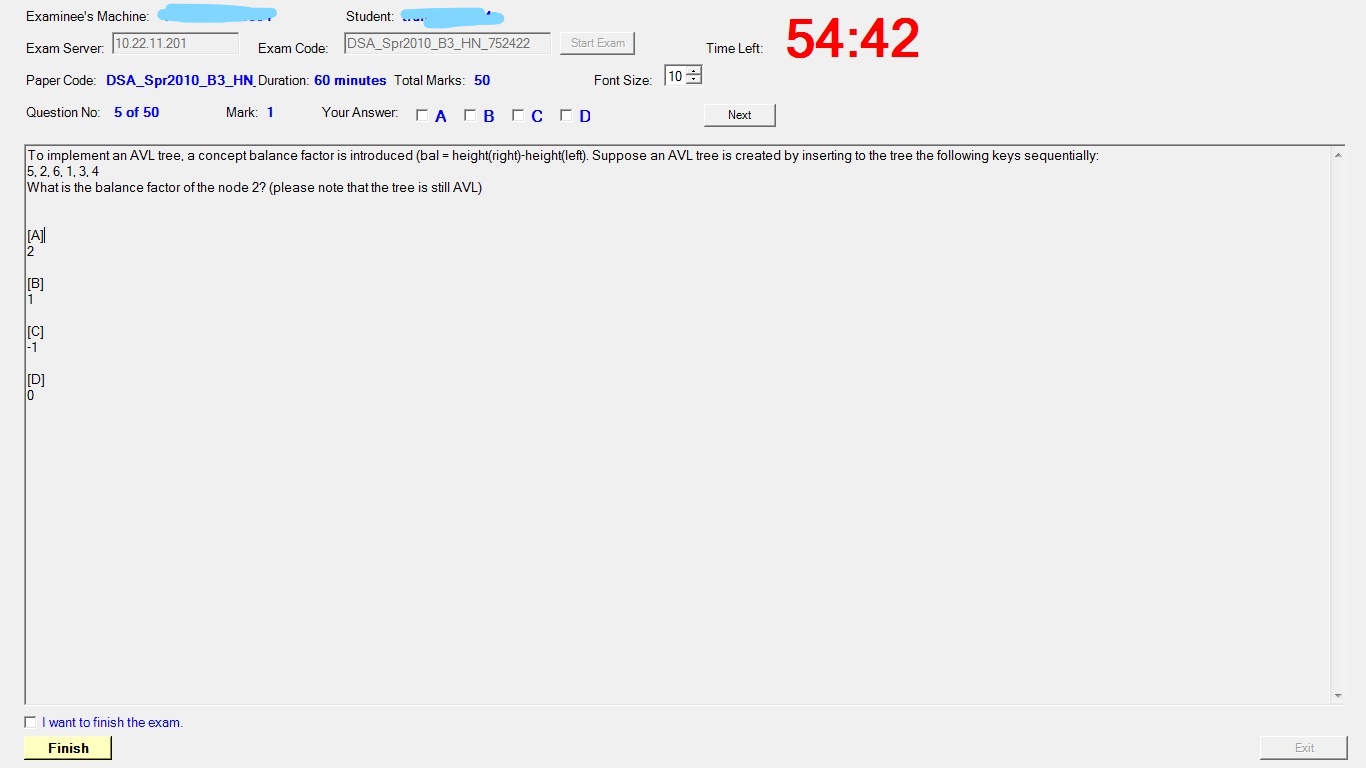 Examinee's Machine: Student:
Exam Server: 10.22.11.201 Exam Code: DSA_Spr2010_B3_HN_752422 Start Exam Time Left: 54:42
Paper Code: DSA_Spr2010_B3_HN_ Duration: 60 minutes Total Marks: 50 Font Size: 10
Question No: 5 of 50 Mark: 1 Your Answer: A B C D Next
To implement an AVL tree, a concept balance factor is introduced (bal = height(right)-height(left). Suppose an AVL tree is created by inserting to the tree the following keys sequentially:
5, 2, 6, 1, 3, 4
What is the balance factor of the node 2? (please note that the tree is still AVL)
[A]
2
[B]
1
[C]
-1
[D]
0
I want to finish the exam.
Finish Exit